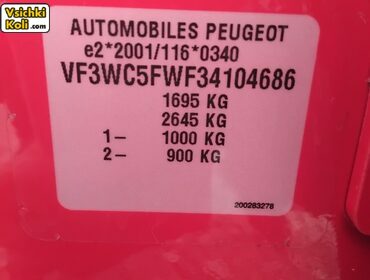 Vsichki
Koli.com
AUTOMOBILES PEUGEOT
e2*2001/116*0340
VF3WC5FWF34104686
1695 KG
2645 KG
1– 1000 KG
2– 900 KG
200283278